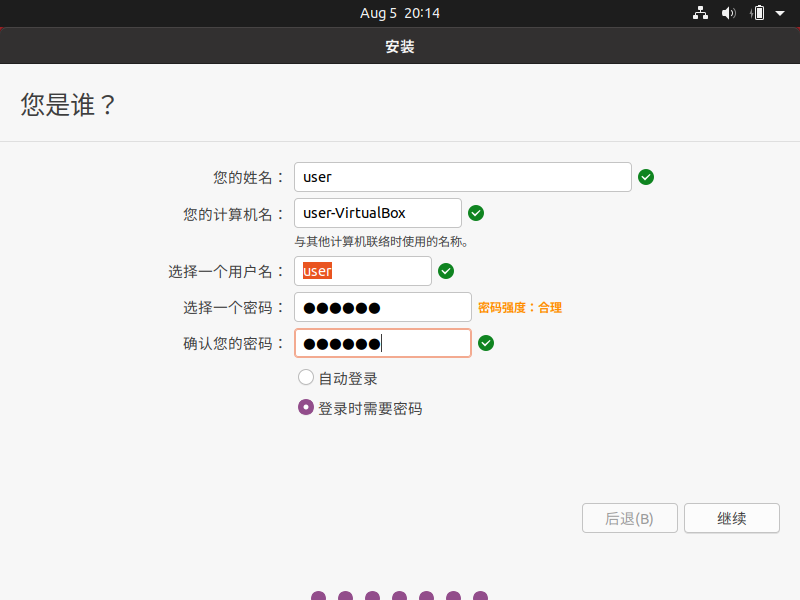 Aug 5 20:14
安装
您是谁？
您的姓名： user
您的计算机名： user-VirtualBox
与其他计算机联络时使用的名称。
选择一个用户名： user
选择一个密码： ●●●●●● 密码强度：合理
确认您的密码： ●●●●●●
自动登录
登录时需要密码
后退(B) 继续